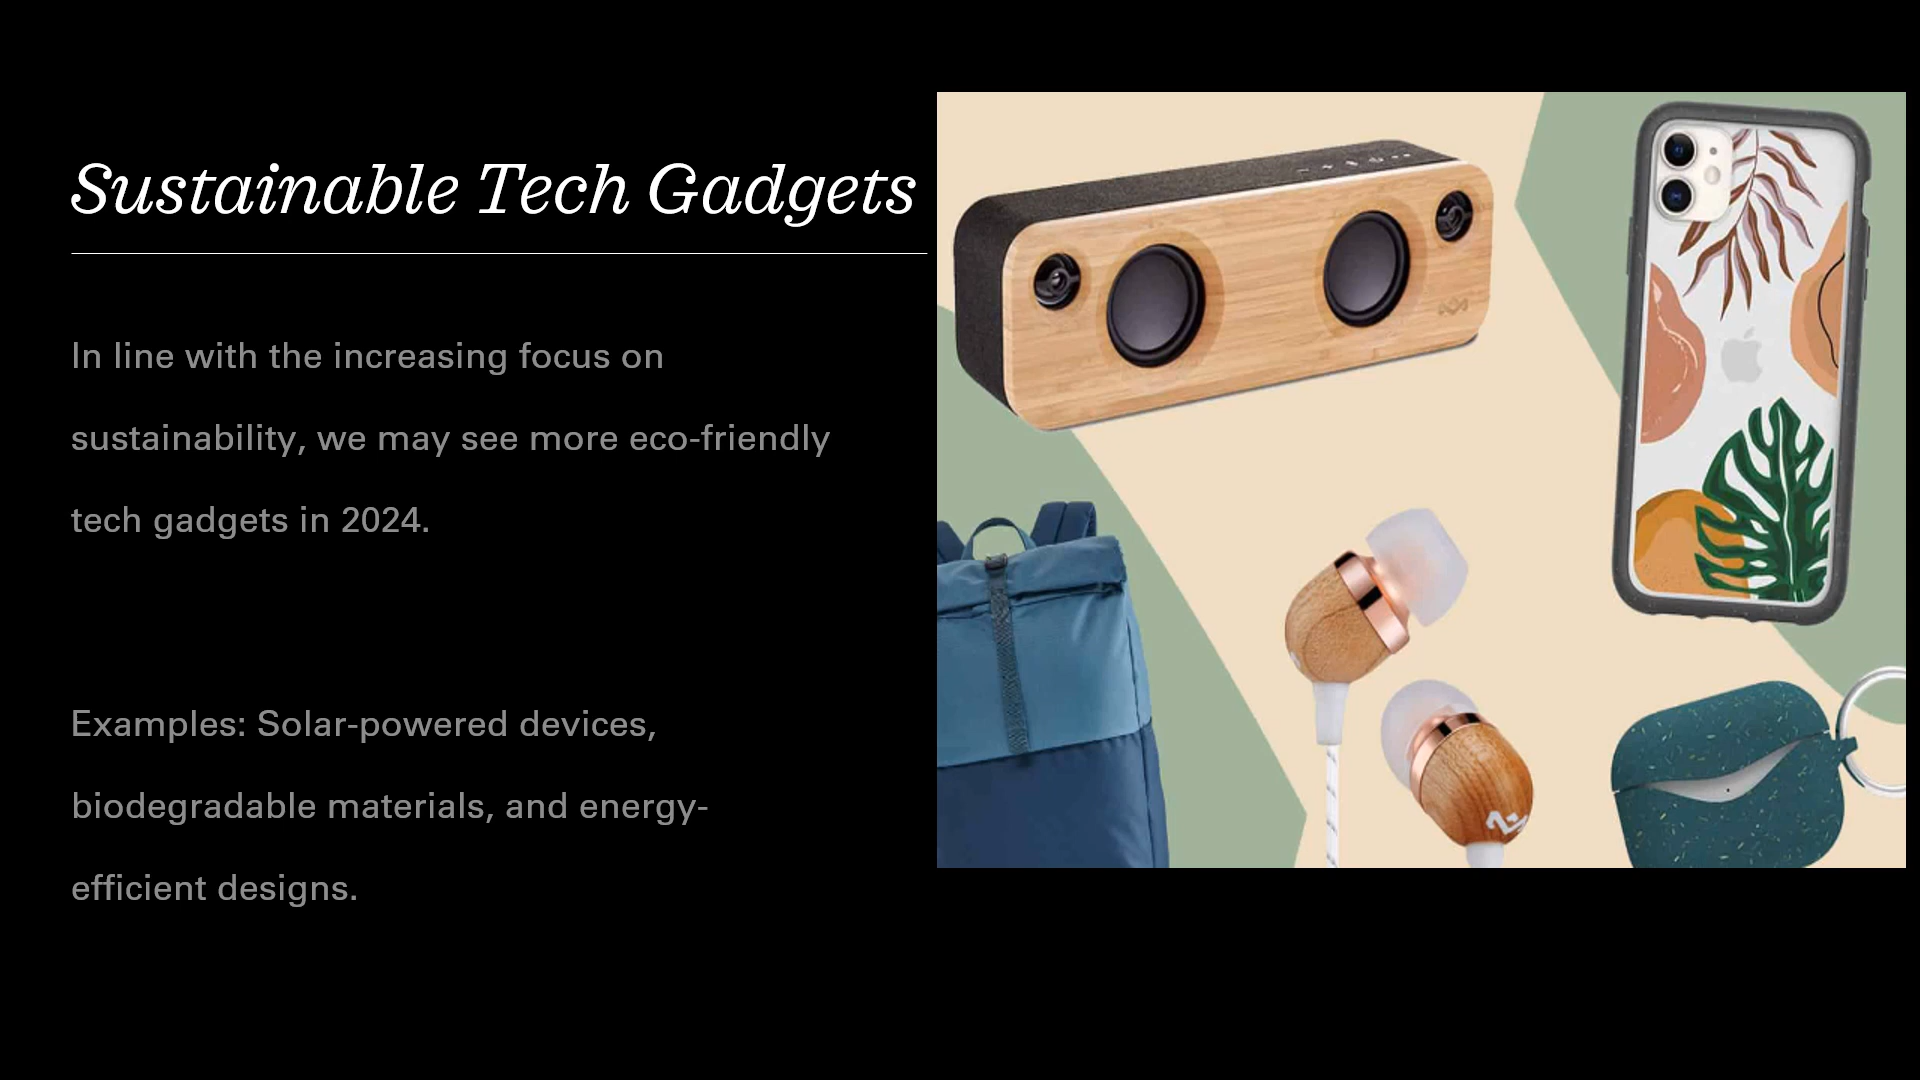 Sustainable Tech Gadgets
In line with the increasing focus on
sustainability, we may see more eco-friendly
tech gadgets in 2024.
Examples: Solar-powered devices,
biodegradable materials, and energy-
efficient designs.